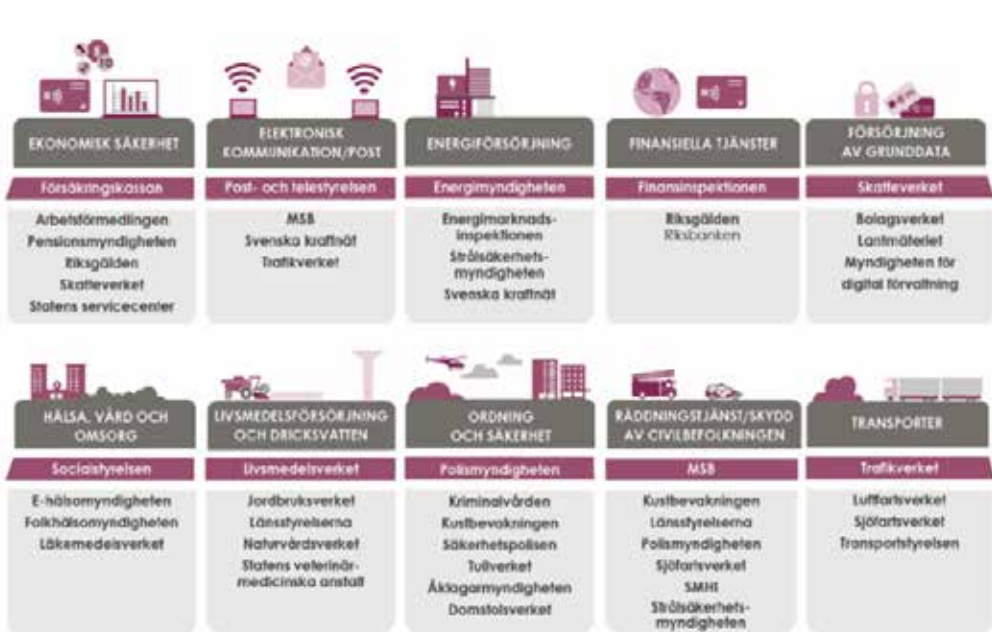 EKONOMISK SÄKERHET
Försäkringskassan
Arbetsförmedlingen
Pensionsmyndigheten
Riksgälden
Skatteverket
Statens servicecenter
ELEKTRONISK
KOMMUNIKATION/POST
Post- och telestyrelsen
MSB
Svenska kraftnät
Trafikverket
ENERGIFÖRSÖRJNING
Energimyndigheten
Energimarknads-
inspektionen
Strålsäkerhets-
myndigheten
Svenska kraftnät
FINANSIELLA TJÄNSTER
Finansinspektionen
Riksgälden
Riksbanken
FÖRSÖRJNING
AV GRUNDDATA
Skatteverket
Bolagsverket
Lantmäteriet
Myndigheten för
digital förvaltning
HÄLSA, VÅRD OCH
OMSORG
Socialstyrelsen
E-hälsomyndigheten
Folkhälsomyndigheten
Läkemedelsverket
LIVSMEDELSFÖRSÖRJNING
OCH DRICKSVATTEN
Livsmedelsverket
Jordbruksverket
Länsstyrelserna
Naturvårdsverket
Statens veterinär-
medicinska anstalt
ORDNING
OCH SÄKERHET
Polismyndigheten
Kriminalvården
Kustbevakningen
Säkerhetspolisen
Tullverket
Åklagarmyndigheten
Domstolsverket
RÄDDNINGSTJÄNST/SKYDD
AV CIVILBEFOLKNINGEN
MSB
Kustbevakningen
Länsstyrelserna
Polismyndigheten
Sjöfartsverket
SMHI
Strålsäkerhets-
myndigheten
TRANSPORTER
Trafikverket
Luftfartsverket
Sjöfartsverket
Transportstyrelsen